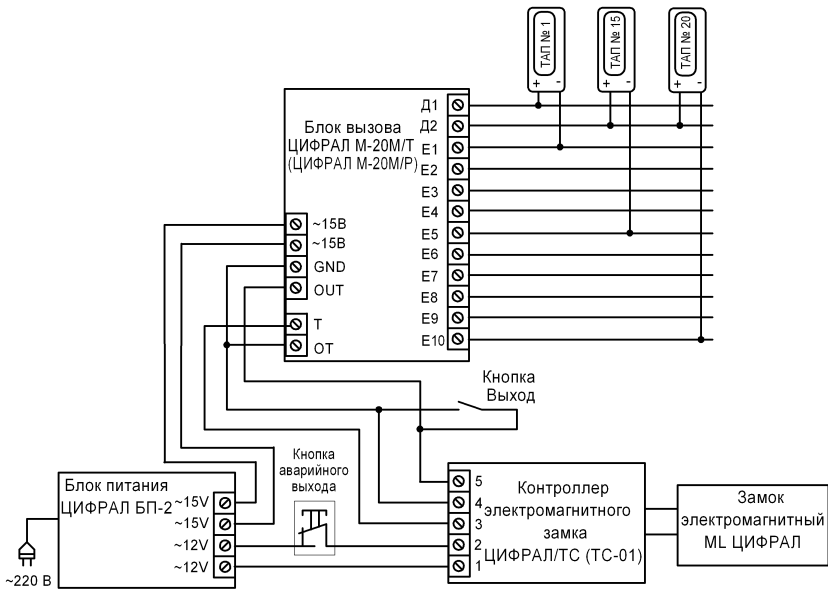 ТАП № 1
ТАП № 15
ТАП № 20
+ -
+ -
+ -
Блок вызова
ЦИФРАЛ М-20М/Т
(ЦИФРАЛ М-20М/Р)
Д1
Д2
Е1
Е2
Е3
Е4
Е5
Е6
Е7
Е8
Е9
Е10
~15В
~15В
GND
OUT
Т
ОТ
Кнопка
Выход
Кнопка
аварийного
выхода
Блок питания
ЦИФРАЛ БП-2
~15V
~15V
~12V
~12V
~220 В
5
4
3
2
1
Контроллер
электромагнитного
замка
ЦИФРАЛ/ТС (ТС-01)
Замок
электромагнитный
ML ЦИФРАЛ